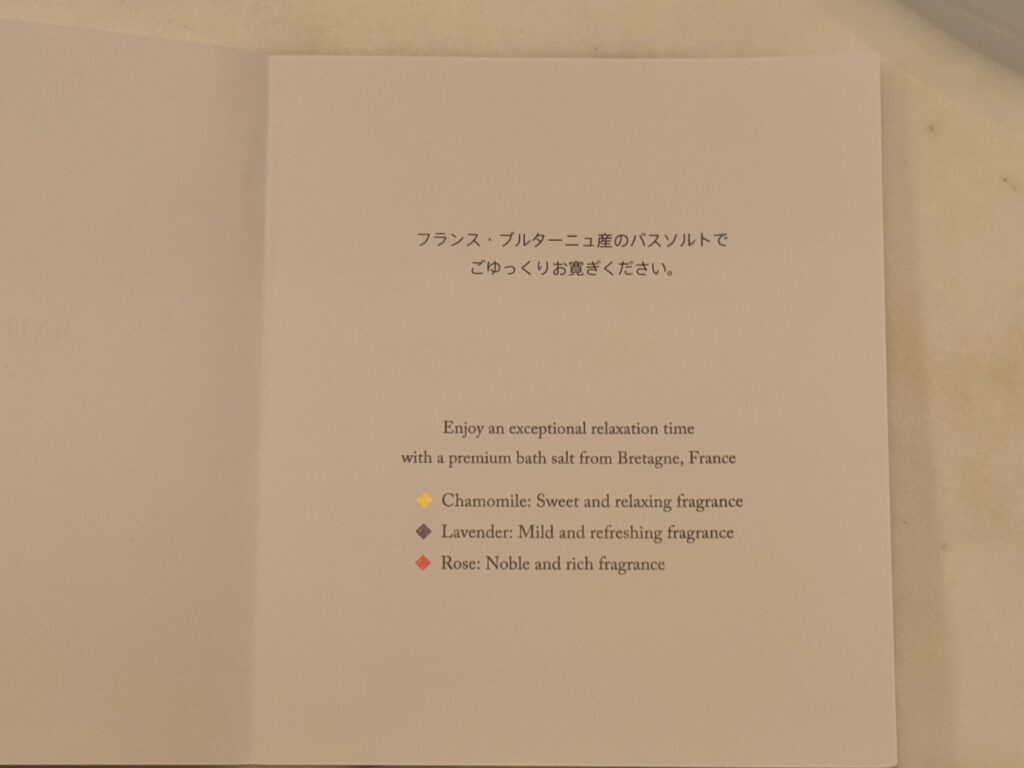 フランス・ブルターニュ産のバスソルトで
ごゆっくりお寛ぎください。
Enjoy an exceptional relaxation time
with a premium bath salt from Bretagne, France
Chamomile: Sweet and relaxing fragrance
Lavender: Mild and refreshing fragrance
Rose: Noble and rich fragrance